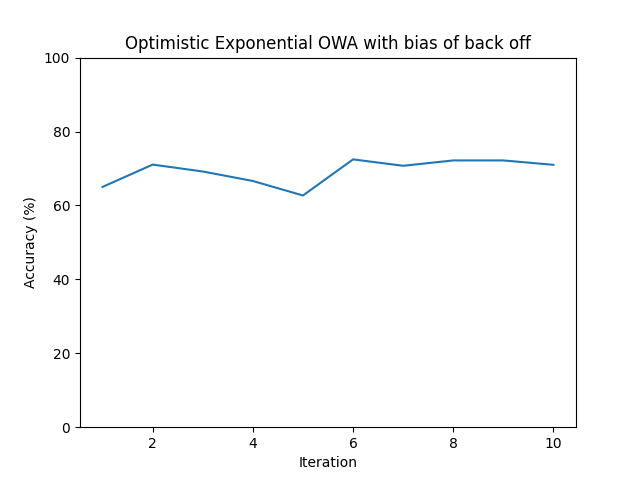 Optimistic Exponential OWA with bias of back off
100
80
60
40
20
0
Accuracy (%)
2 4 6 8 10
Iteration